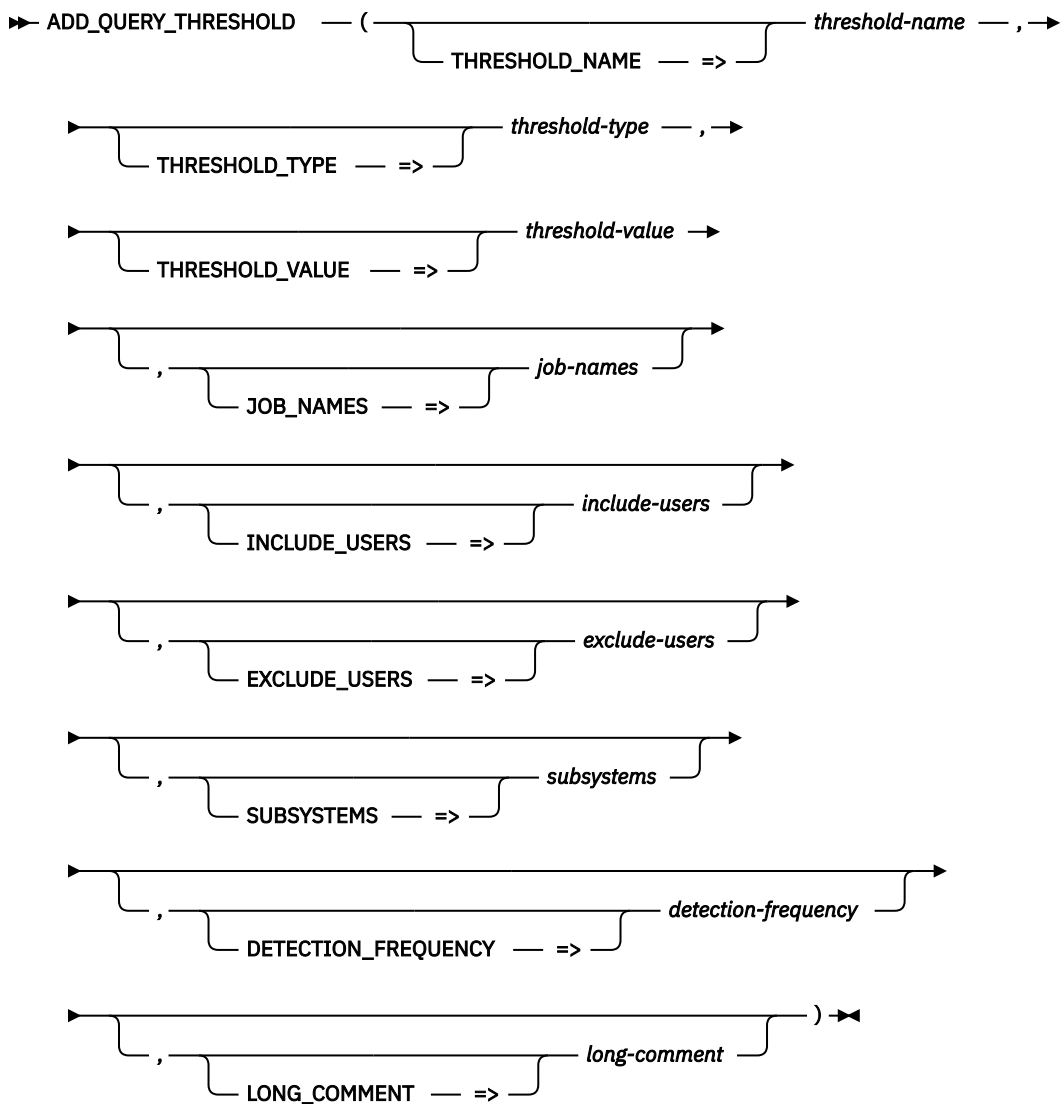 ADD_QUERY_THRESHOLD ( threshold-name ,
THRESHOLD_NAME =>
threshold-type ,
THRESHOLD_TYPE =>
threshold-value
THRESHOLD_VALUE =>
, job-names
JOB_NAMES =>
, include-users
INCLUDE_USERS =>
, exclude-users
EXCLUDE_USERS =>
, subsystems
SUBSYSTEMS =>
, detection-frequency
DETECTION_FREQUENCY =>
)
, long-comment
LONG_COMMENT =>